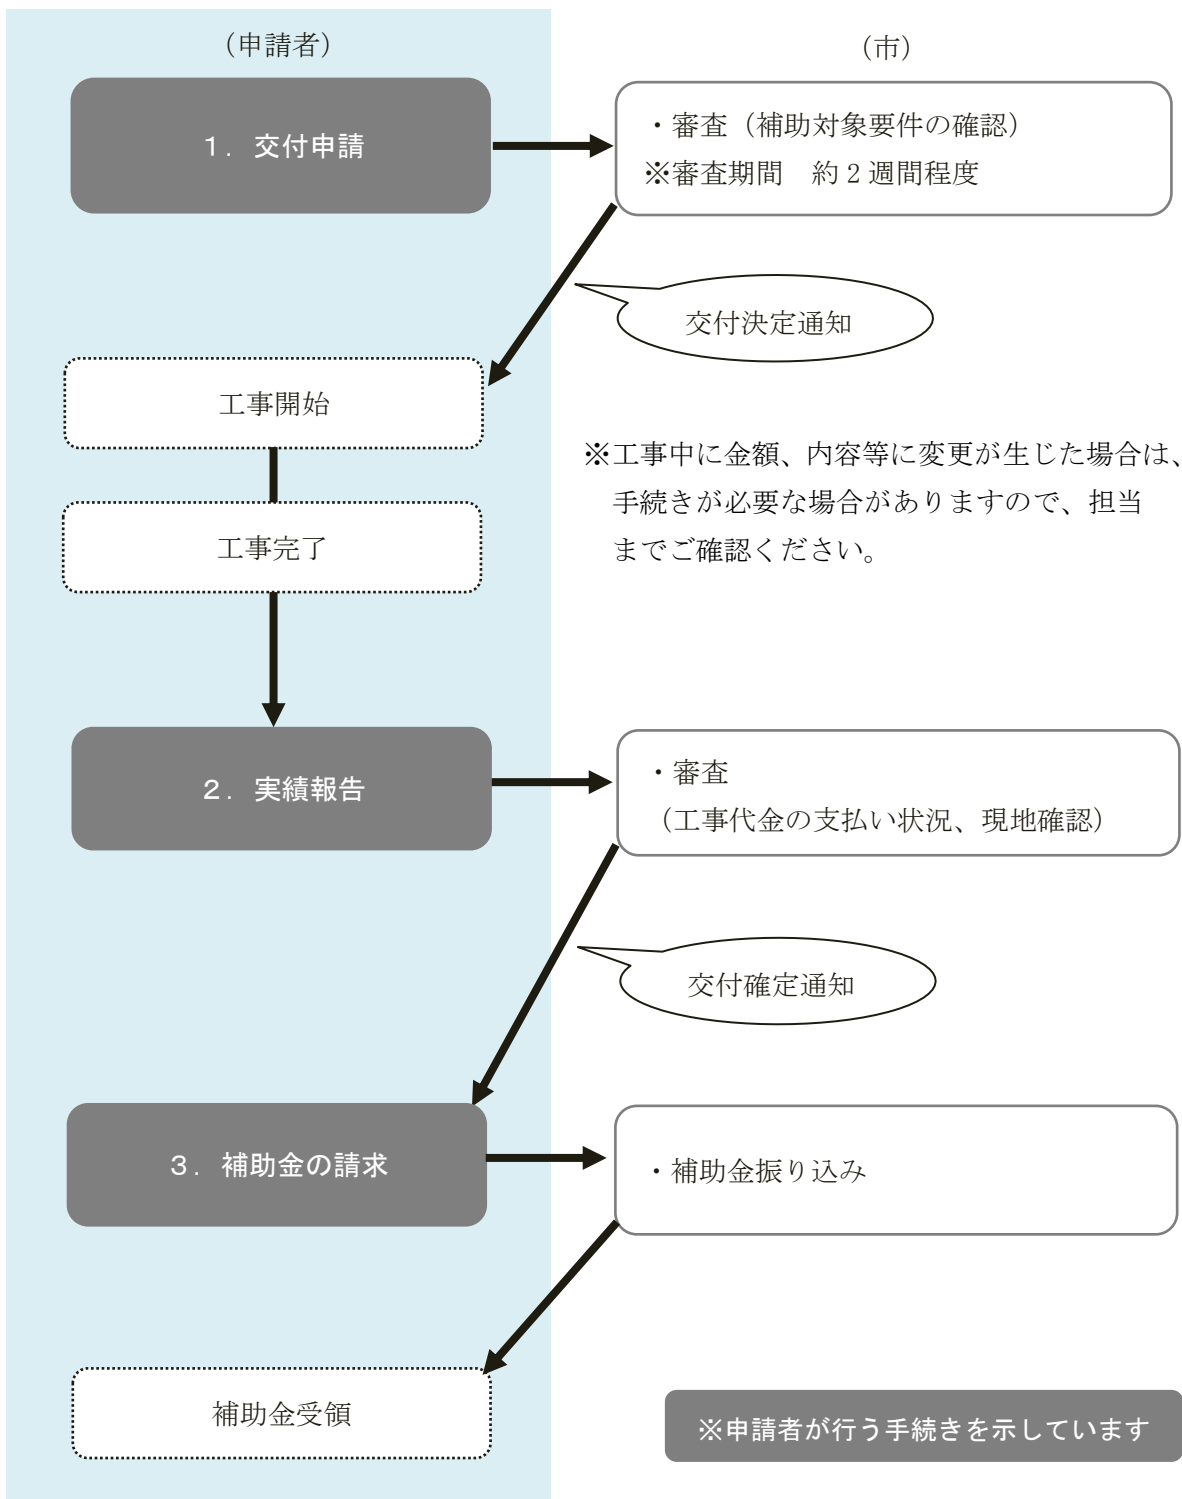 （申請者）
（市）
１．交付申請
・審査（補助対象要件の確認）
※審査期間　約２週間程度
交付決定通知
工事開始
※工事中に金額、内容等に変更が生じた場合は、
手続きが必要な場合がありますので、担当
までご確認ください。
工事完了
２．実績報告
・審査
（工事代金の支払い状況、現地確認）
交付確定通知
３．補助金の請求
・補助金振り込み
補助金受領
※申請者が行う手続きを示しています